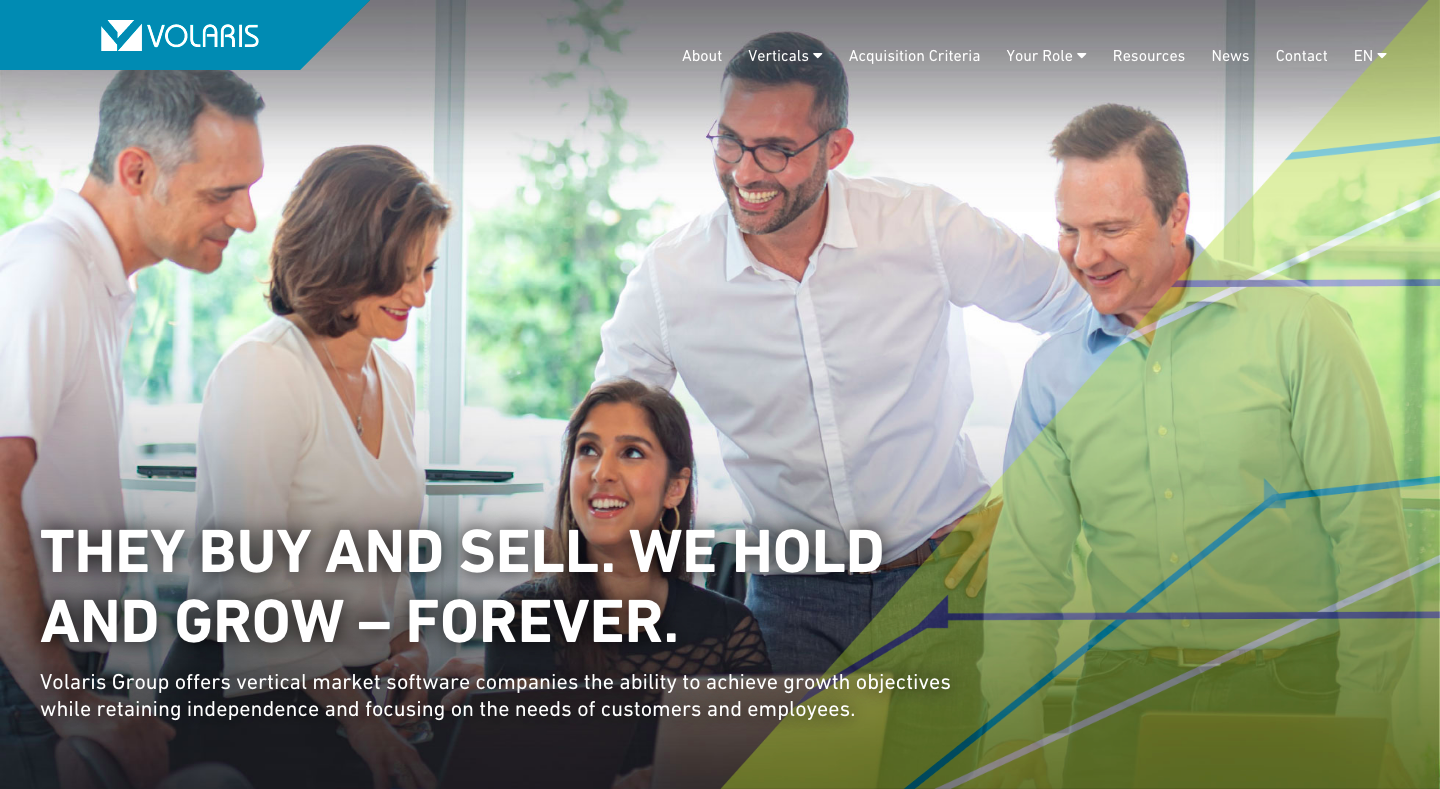 VOLARIS
About Verticals Acquisition Criteria Your Role Resources News Contact EN
THEY BUY AND SELL. WE HOLD
AND GROW – FOREVER.
Volaris Group offers vertical market software companies the ability to achieve growth objectives
while retaining independence and focusing on the needs of customers and employees.